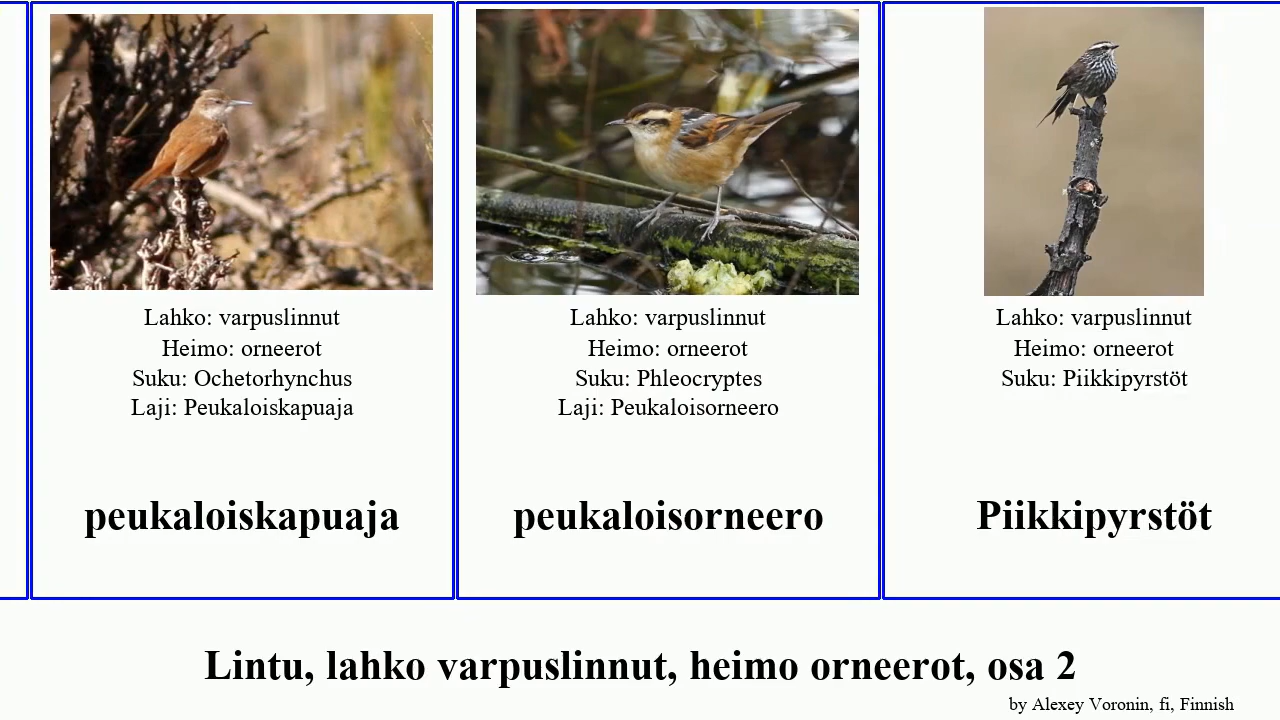 Lahko: varpuslinnut
Heimo: orneerot
Suku: Ochetorhynchus
Laji: Peukaloiskapuaja
peukaloiskapuaja
Lahko: varpuslinnut
Heimo: orneerot
Suku: Phleocryptes
Laji: Peukaloisorneero
peukaloisorneero
Lahko: varpuslinnut
Heimo: orneerot
Suku: Piikkipyrstöt
Piikkipyrstöt
Lintu, lahko varpuslinnut, heimo orneerot, osa 2
by Alexey Voronin, fi, Finnish